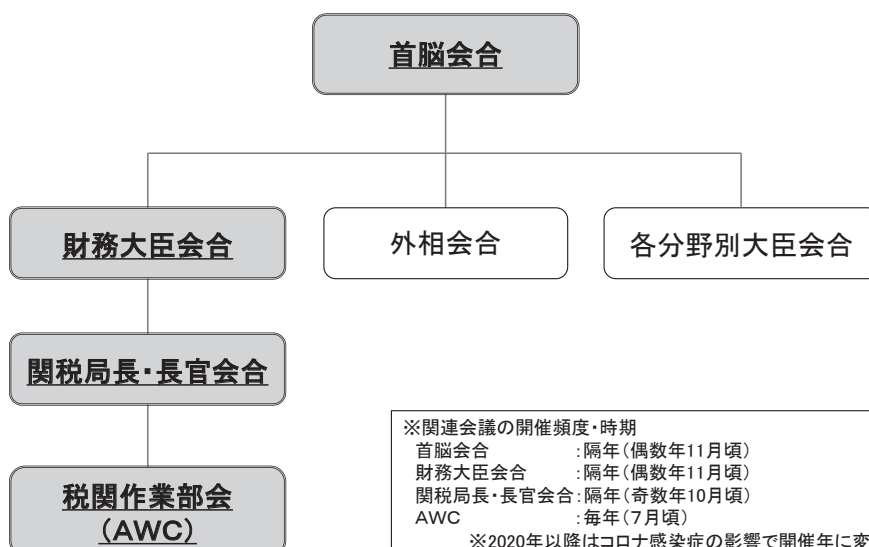 首脳会合
財務大臣会合
外相会合
各分野別大臣会合
関税局長・長官会合
税関作業部会
(AWC)
※関連会議の開催頻度・時期
首脳会合 :隔年(偶数年11月頃)
財務大臣会合 :隔年(偶数年11月頃)
関税局長・長官会合:隔年(奇数年10月頃)
AWC :毎年(7月頃)
※2020年以降はコロナ感染症の影響で開催年に変